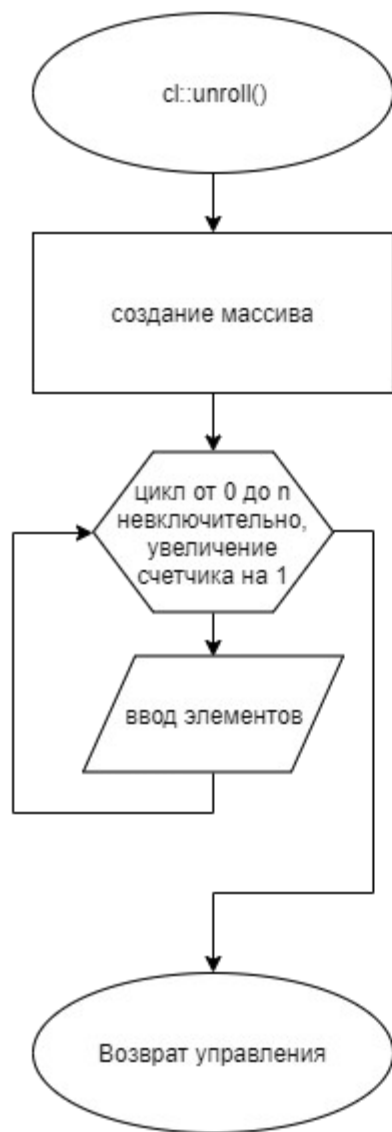 cl::unroll()
создание массива
цикл от 0 до n
невключительно,
увеличение
счетчика на 1
ввод элементов
Возврат управления